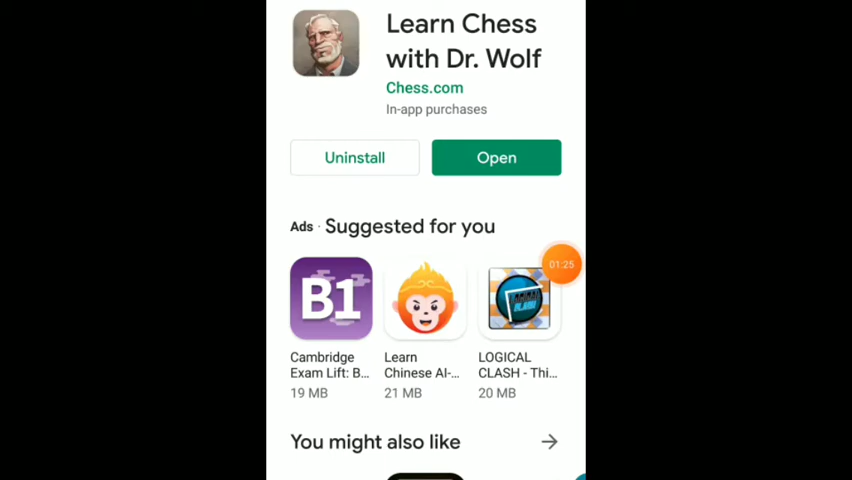 Learn Chess
with Dr. Wolf
Chess.com
In-app purchases
Uninstall
Open
Ads · Suggested for you
01:25
B1
Cambridge
Exam Lift: B...
19 MB
Learn
Chinese AI-...
21 MB
LOGICAL
CLASH
LOGICAL
CLASH - Thi...
20 MB
You might also like